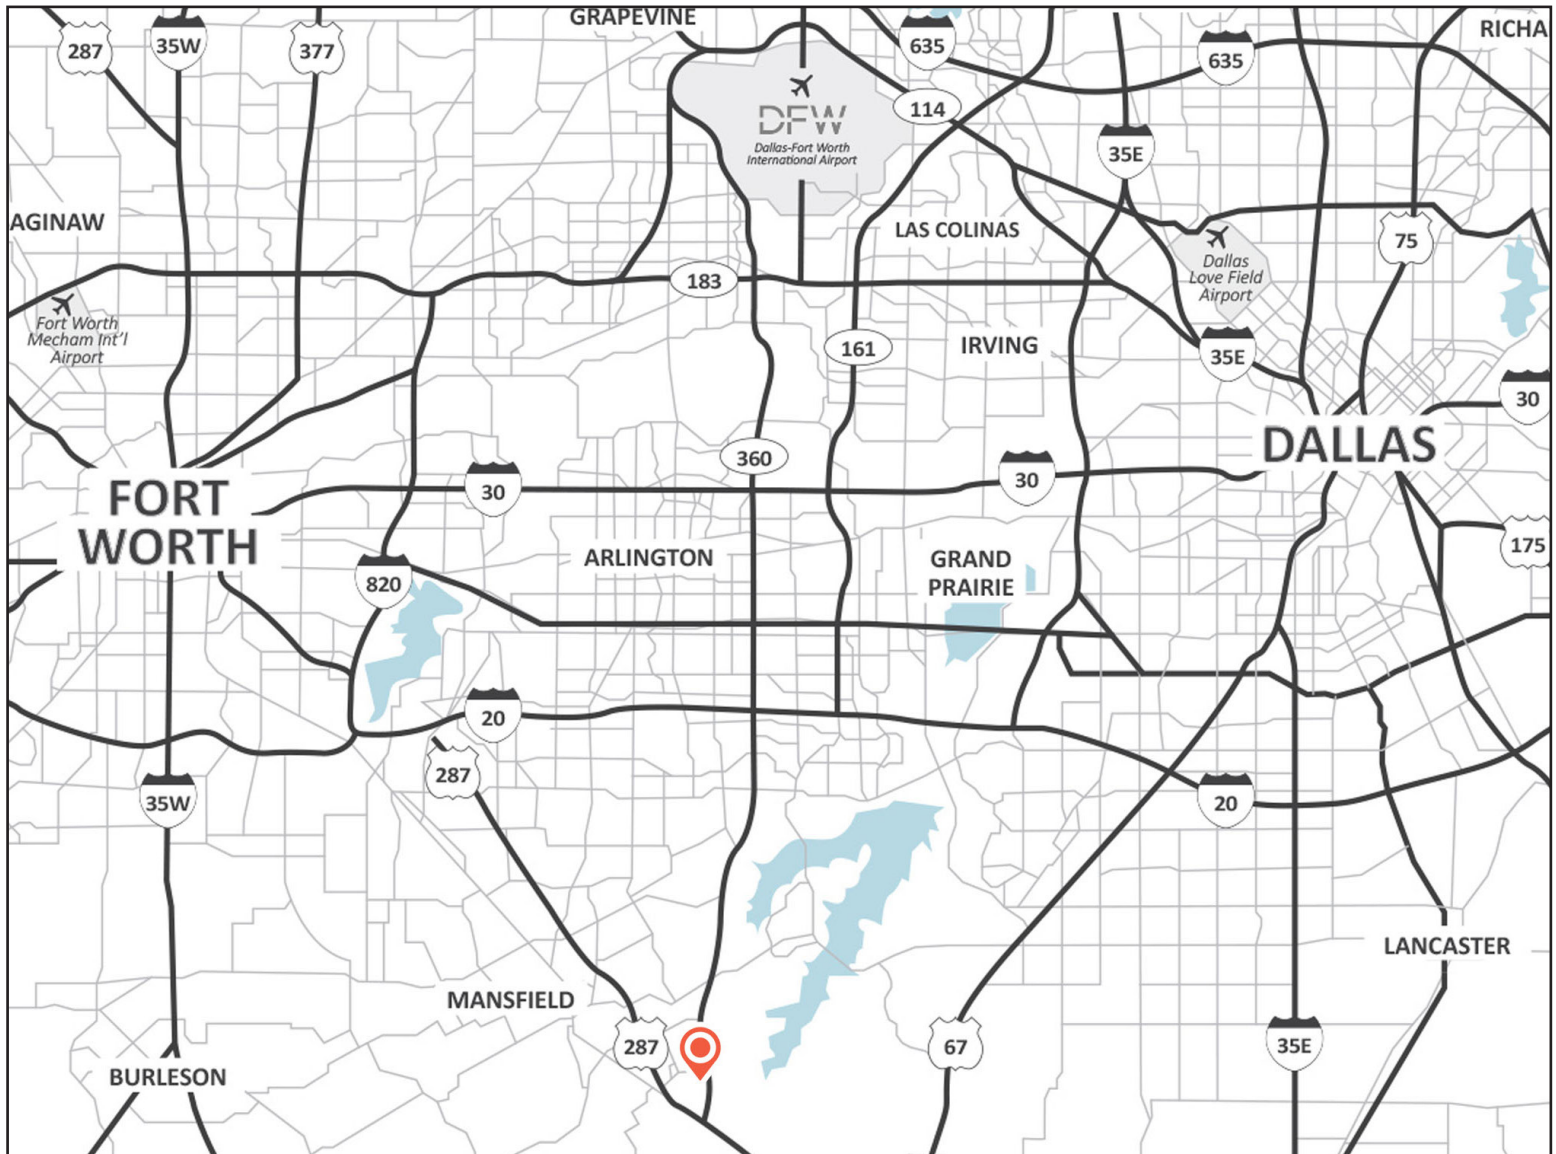 GRAPEVINE
RICHA
287
35W
377
635
635
114
DFW
Dallas-Fort Worth
International Airport
35E
AGINAW
LAS COLINAS
75
183
Dallas
Love Field
Airport
Fort Worth
Mecham Int'l
Airport
161
IRVING
35E
30
DALLAS
360
30
30
FORT
WORTH
175
ARLINGTON
GRAND
PRAIRIE
820
20
287
35W
20
LANCASTER
MANSFIELD
287
67
35E
BURLESON